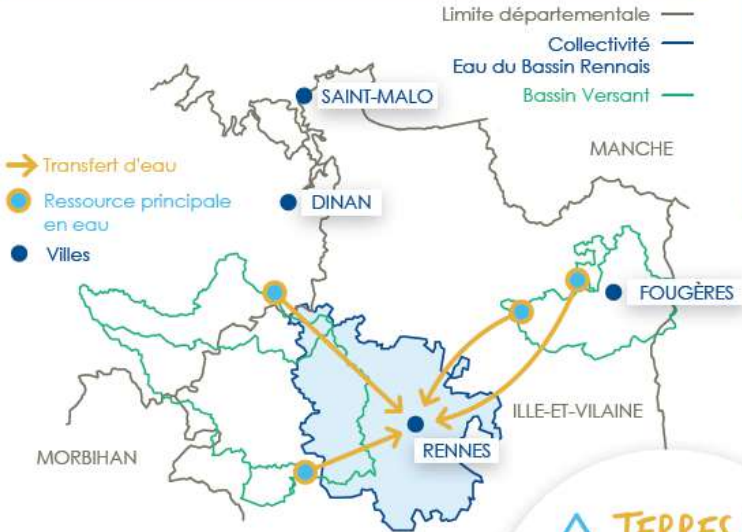 Limite départementale
Collectivité
Eau du Bassin Rennais
Bassin Versant
SAINT-MALO
MANCHE
Transfert d'eau
Ressource principale
en eau
Villes
DINAN
FOUGÈRES
ILLE-ET-VILAINE
RENNES
MORBIHAN
TERRES